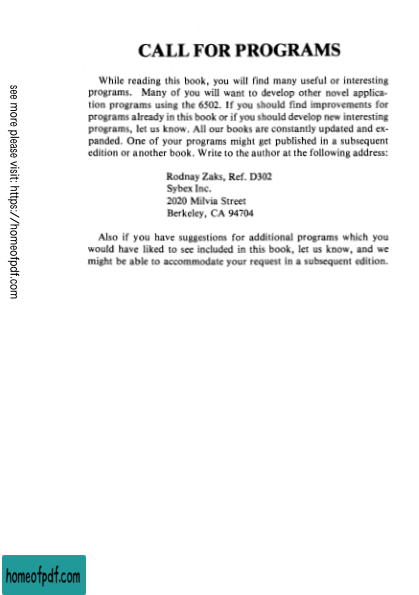 CALL FOR PROGRAMS
While reading this book, you will find many useful or interesting
programs. Many of you will want to develop other novel applica-
tion programs using the 6502. If you should find improvements for
programs already in this book or if you should develop new interesting
programs, let us know. All our books are constantly updated and ex-
panded. One of your programs might get published in a subsequent
edition or another book. Write to the author at the following address:
Rodnay Zaks, Ref. D302
Sybex Inc.
2020 Milvia Street
Berkeley, CA 94704
Also if you have suggestions for additional programs which you
would have liked to see included in this book, let us know, and we
might be able to accommodate your request in a subsequent edition.
see more please visit: https://homeofpdf.com
homeofpdf.com